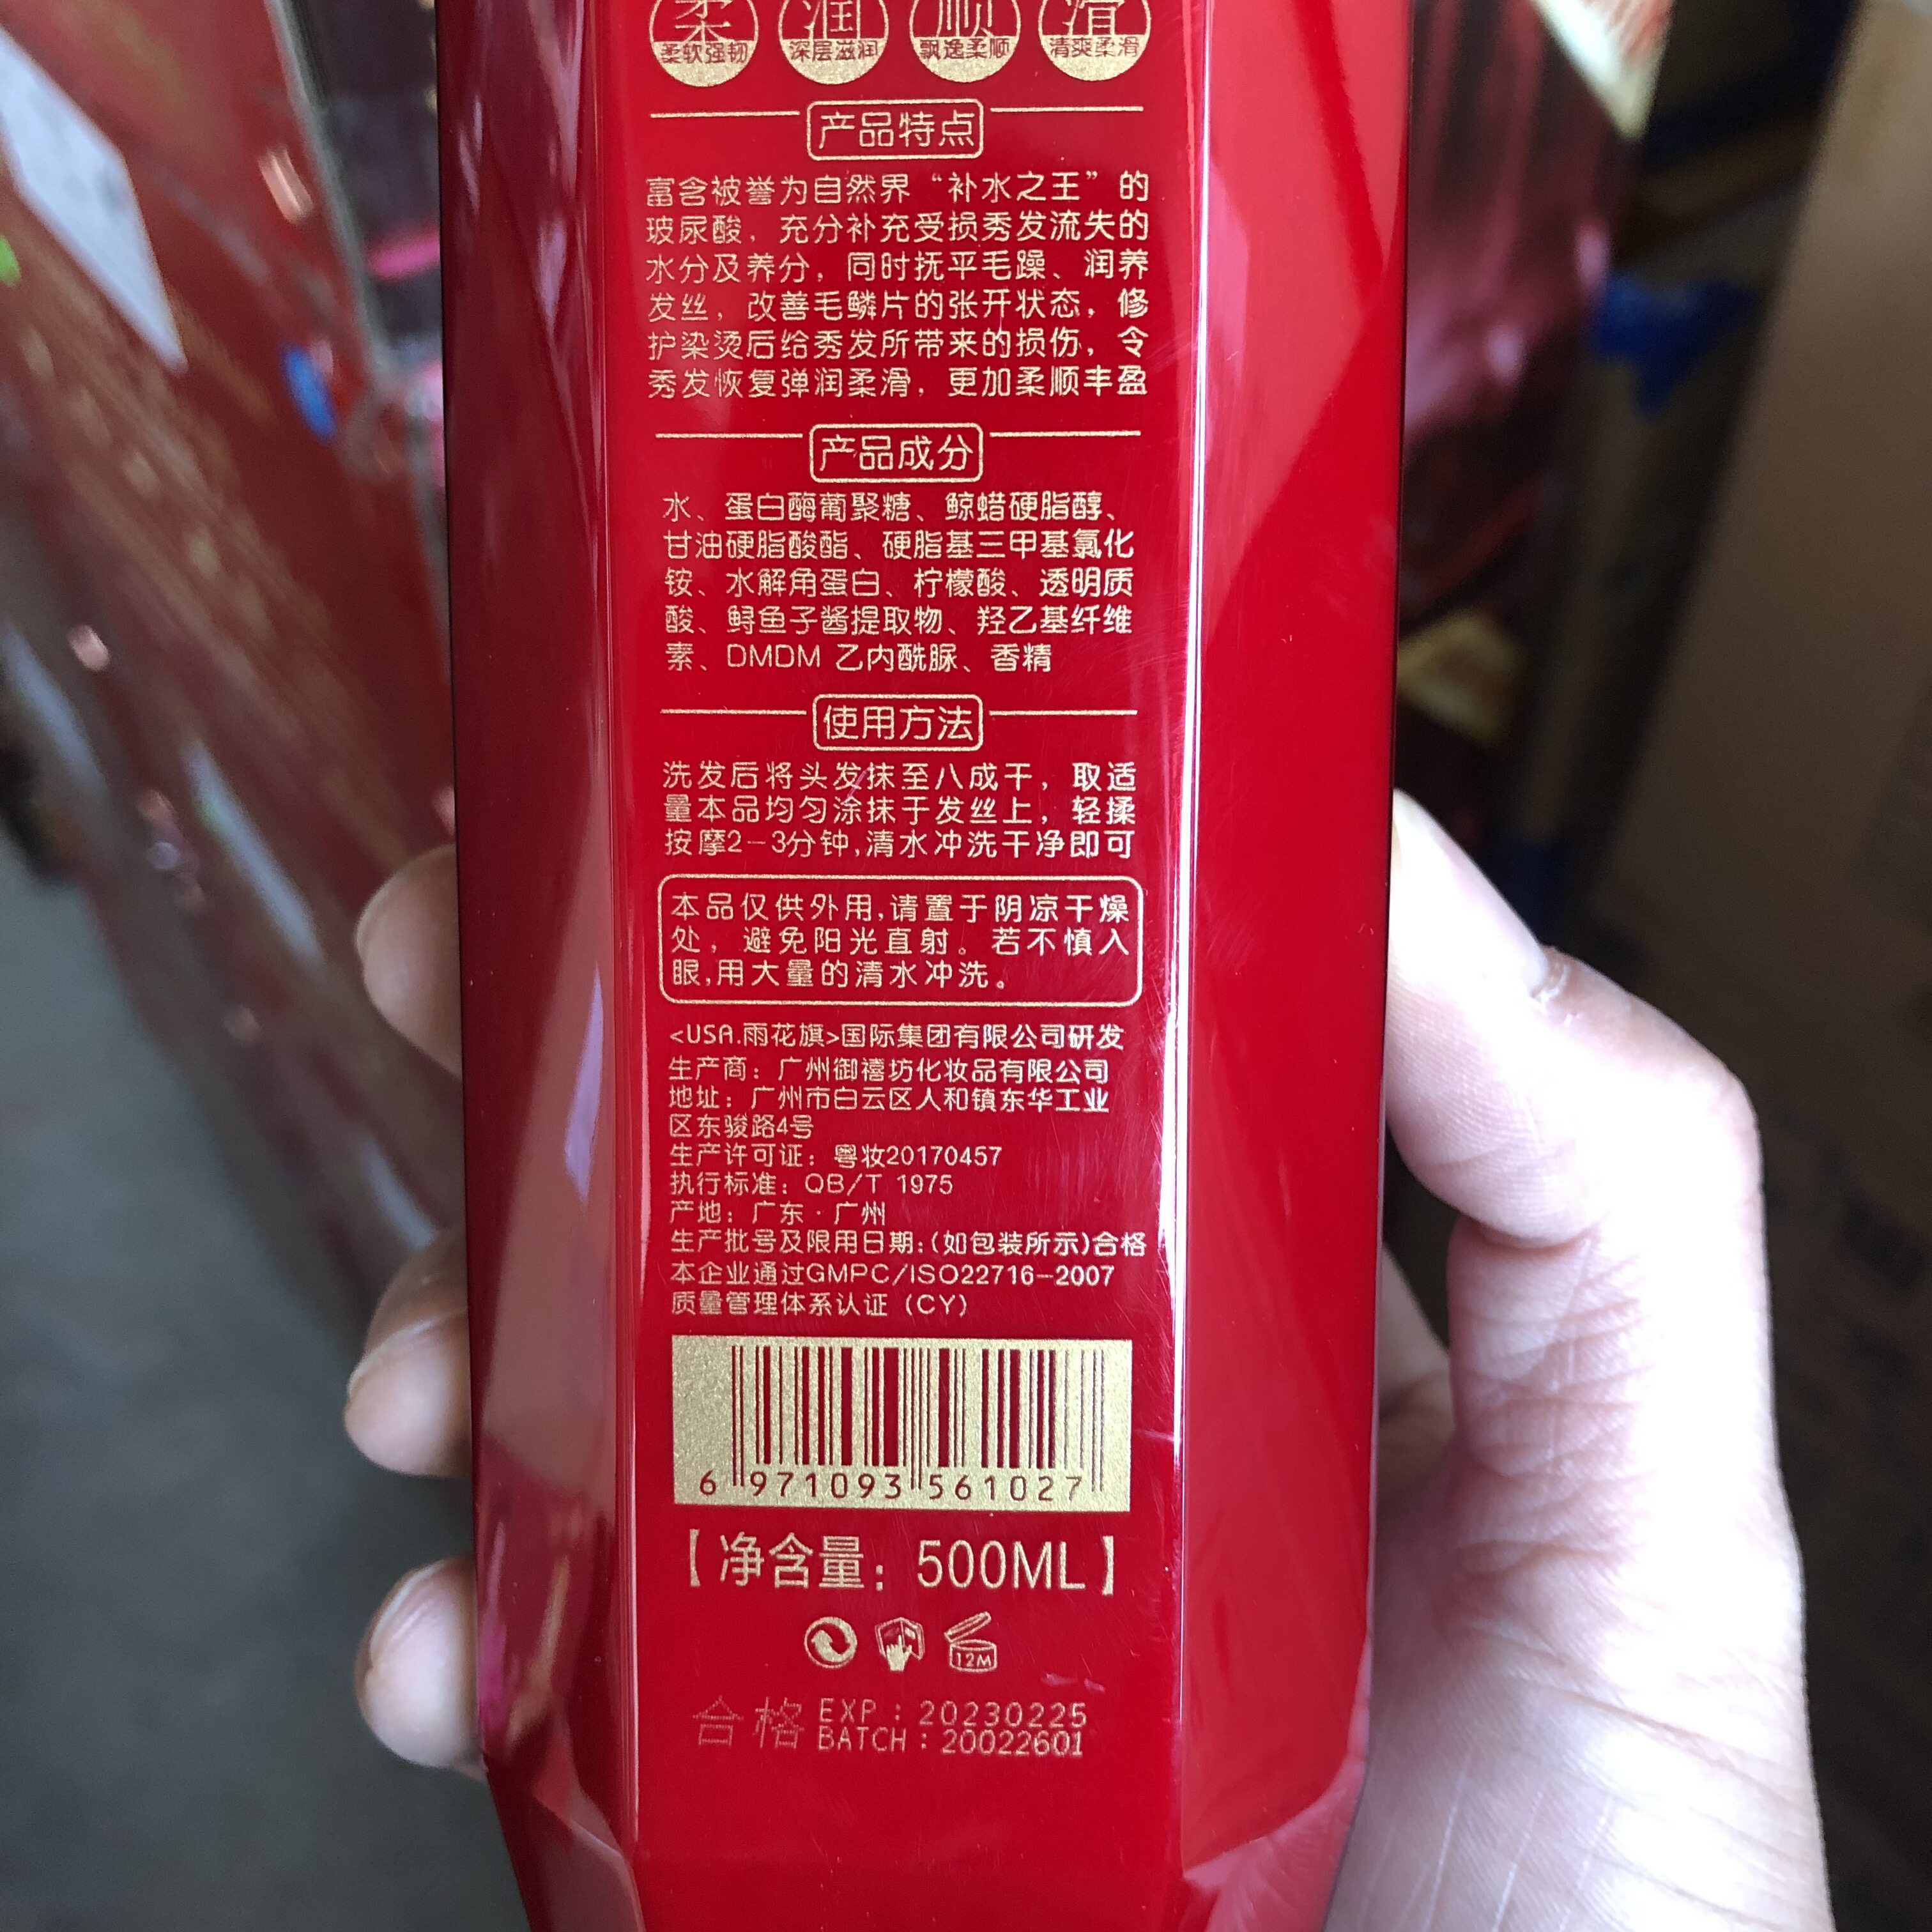 柔 润 顺 滑
柔软强韧 深层滋润 飘逸柔顺 清爽柔滑
产品特点
富含被誉为自然界“补水之王”的
玻尿酸，充分补充受损秀发流失的
水分及养分，同时抚平毛躁、润养
发丝，改善毛鳞片的张开状态，修
护染烫后给秀发所带来的损伤，令
秀发恢复弹润柔滑，更加柔顺丰盈
产品成分
水、蛋白酶葡聚糖、鲸蜡硬脂醇、
甘油硬脂酸酯、硬脂基三甲基氯化
铵、水解角蛋白、柠檬酸、透明质
酸、鲟鱼子酱提取物、羟乙基纤维
素、DMDM 乙内酰脲、香精
使用方法
洗发后将头发抹至八成干，取适
量本品均匀涂抹于发丝上，轻揉
按摩2-3分钟,清水冲洗干净即可
本品仅供外用,请置于阴凉干燥
处，避免阳光直射。若不慎入
眼,用大量的清水冲洗。
<USA.雨花旗>国际集团有限公司研发
生产商：广州御禧坊化妆品有限公司
地址：广州市白云区人和镇东华工业
区东骏路4号
生产许可证：粤妆20170457
执行标准：QB/T 1975
产地：广东·广州
生产批号及限用日期:(如包装所示)合格
本企业通过GMPC/ISO22716-2007
质量管理体系认证（CY）
6 971093 561027
【净含量：500ML】
12M
合格 EXP : 20230225
BATCH : 20022601